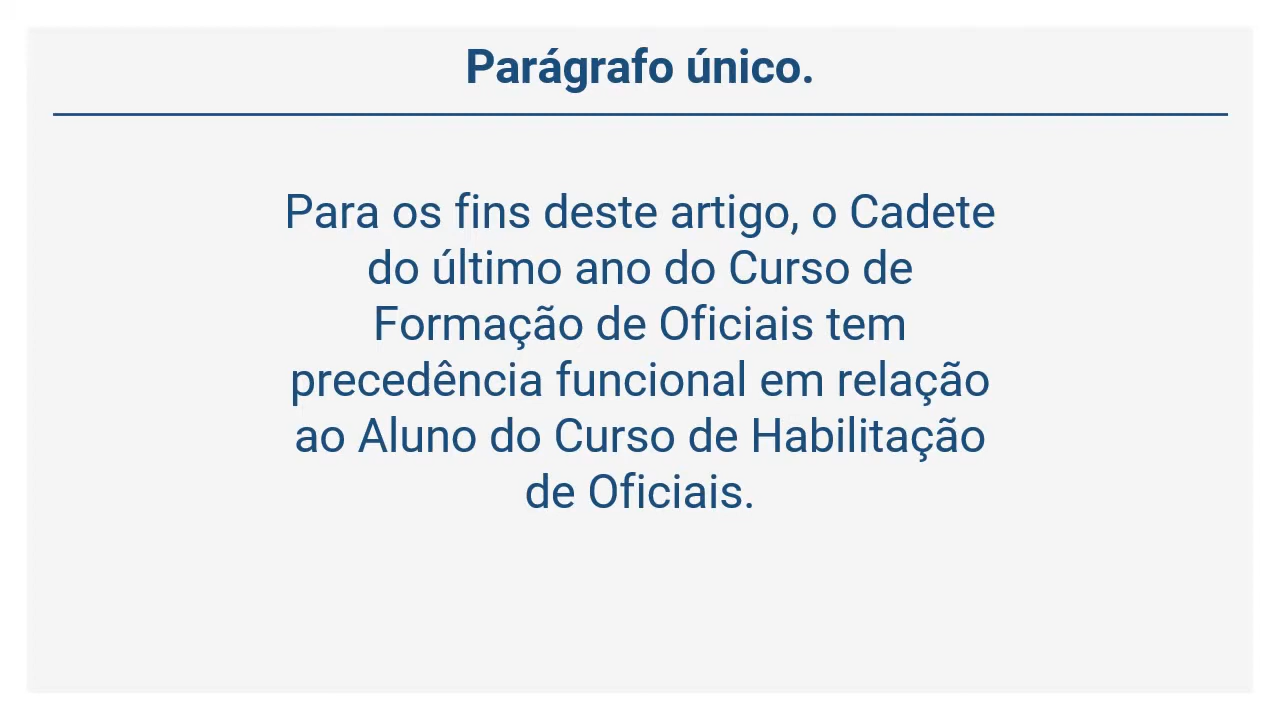 Parágrafo único.
Para os fins deste artigo, o Cadete
do último ano do Curso de
Formação de Oficiais tem
precedência funcional em relação
ao Aluno do Curso de Habilitação
de Oficiais.